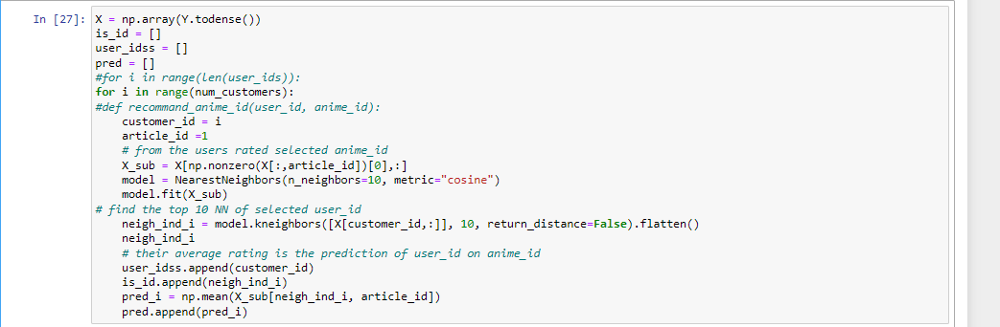 In [27]: X = np.array(Y.todense())
is_id = []
user_idss = []
pred = []
#for i in range(len(user_ids)):
for i in range(num_customers):
#def recommand_anime_id(user_id, anime_id):
    customer_id = i
    article_id =1
    # from the users rated selected anime_id
    X_sub = X[np.nonzero(X[:,article_id])[0],:]
    model = NearestNeighbors(n_neighbors=10, metric="cosine")
    model.fit(X_sub)
# find the top 10 NN of selected user_id
    neigh_ind_i = model.kneighbors([X[customer_id,:]], 10, return_distance=False).flatten()
    neigh_ind_i
    # their average rating is the prediction of user_id on anime_id
    user_idss.append(customer_id)
    is_id.append(neigh_ind_i)
    pred_i = np.mean(X_sub[neigh_ind_i, article_id])
    pred.append(pred_i)